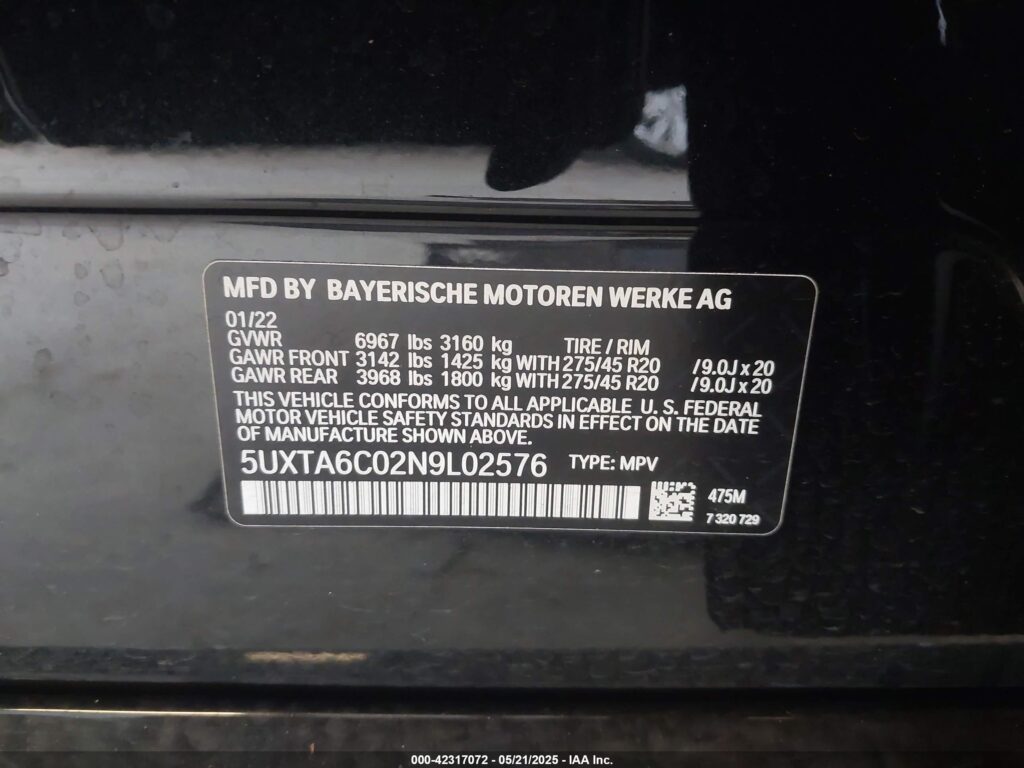 MFD BY BAYERISCHE MOTOREN WERKE AG
01/22
GVWR 6967 lbs 3160 kg TIRE / RIM
GAWR FRONT 3142 lbs 1425 kg WITH 275/45 R20 /9.0J x 20
GAWR REAR 3968 lbs 1800 kg WITH 275/45 R20 /9.0J x 20
THIS VEHICLE CONFORMS TO ALL APPLICABLE U. S. FEDERAL
MOTOR VEHICLE SAFETY STANDARDS IN EFFECT ON THE DATE
OF MANUFACTURE SHOWN ABOVE.
5UXTA6C02N9L02576 TYPE: MPV
475M
7 320 729
000-42317072 - 05/21/2025 - IAA Inc.